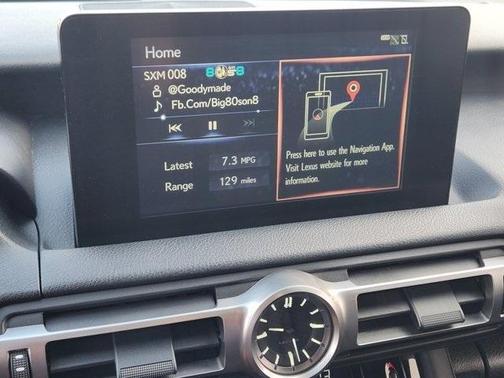 Home
SXM 008
80s8
@Goodymade
Fb.Com/Big80son8
Latest 7.3 MPG
Range 129 miles
Press here to use the Navigation App.
Visit Lexus website for more
information.